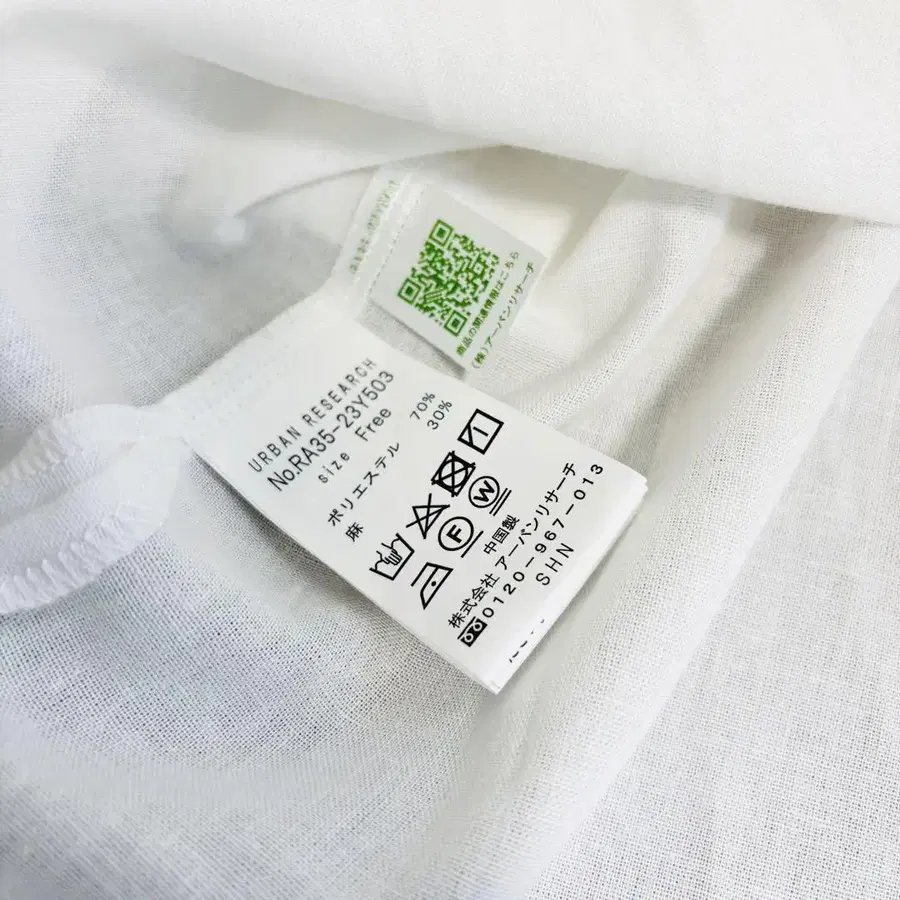 商品の関連情報はこちら
(株)アーバンリサーチ
URBAN RESEARCH
No.RA35-23Y503
size Free
ポリエステル 70%
麻 30%
F W
中国製
株式会社 アーバンリサーチ
0120-967-013
SHN